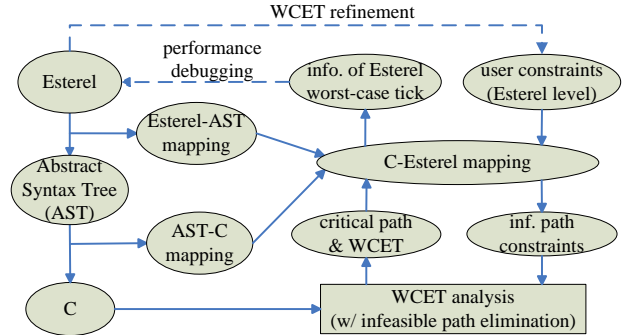 WCET refinement
performance
debugging
Esterel
info. of Esterel
worst-case tick
user constraints
(Esterel level)
Esterel-AST
mapping
Abstract
Syntax Tree
(AST)
C-Esterel mapping
AST-C
mapping
critical path
& WCET
inf. path
constraints
C
WCET analysis
(w/ infeasible path elimination)